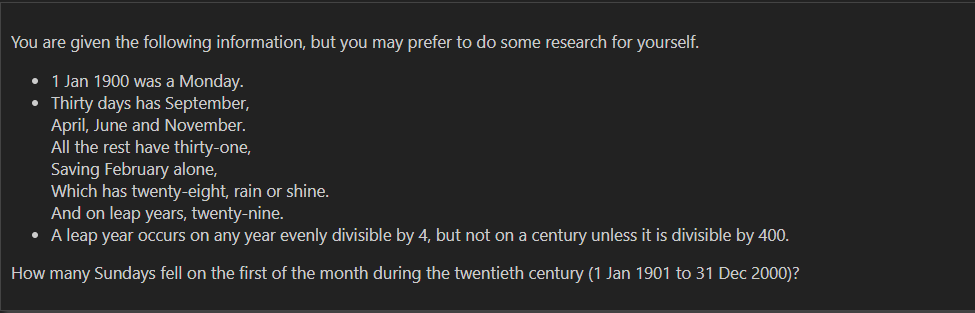 You are given the following information, but you may prefer to do some research for yourself.
• 1 Jan 1900 was a Monday.
• Thirty days has September,
April, June and November.
All the rest have thirty-one,
Saving February alone,
Which has twenty-eight, rain or shine.
And on leap years, twenty-nine.
• A leap year occurs on any year evenly divisible by 4, but not on a century unless it is divisible by 400.
How many Sundays fell on the first of the month during the twentieth century (1 Jan 1901 to 31 Dec 2000)?